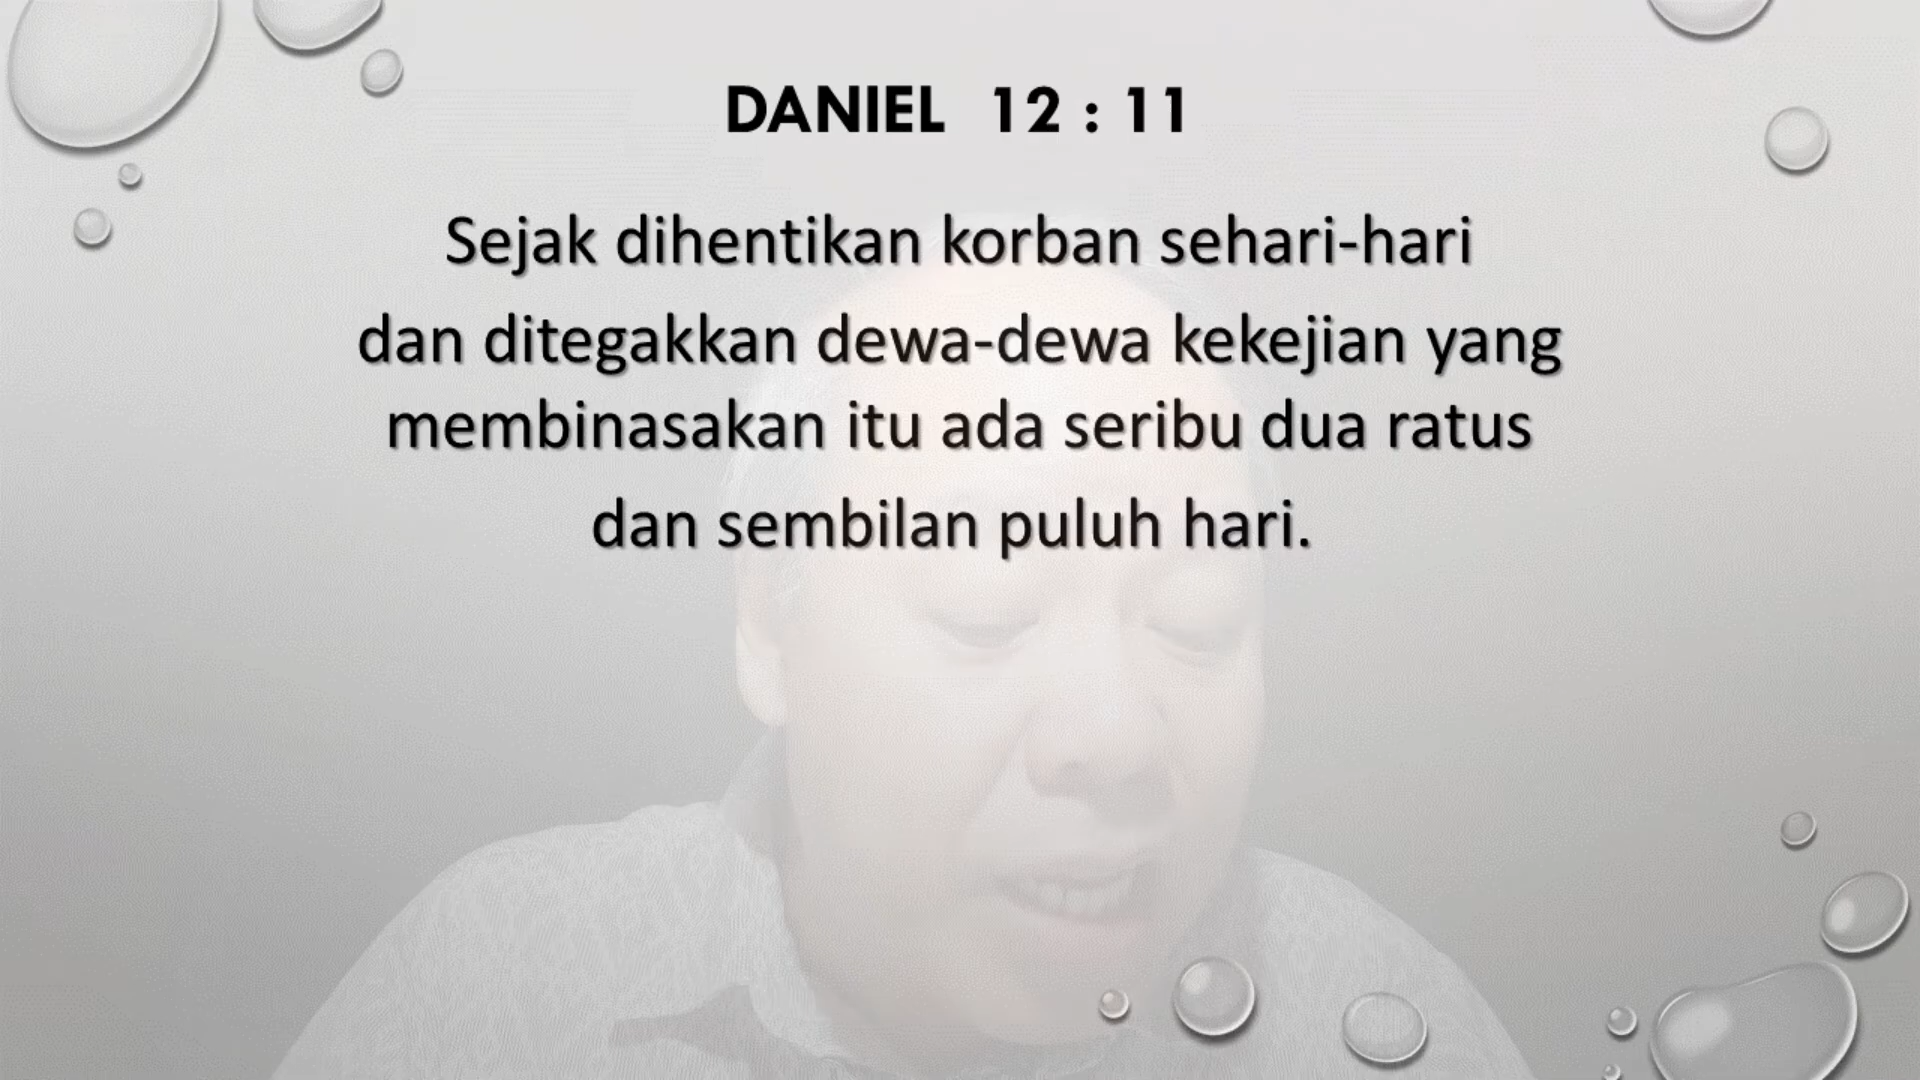 DANIEL 12 : 11
Sejak dihentikan korban sehari-hari
dan ditegakkan dewa-dewa kekejian yang
membinasakan itu ada seribu dua ratus
dan sembilan puluh hari.